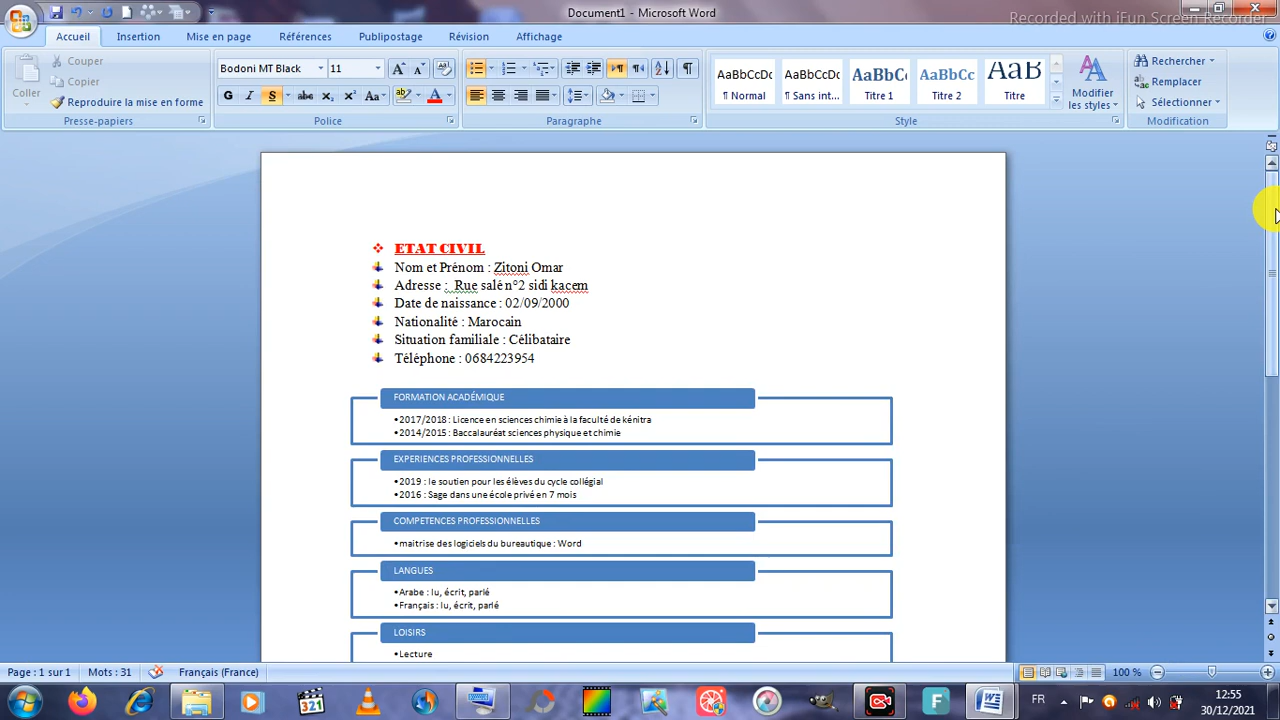 Document1 - Microsoft Word
Recorded with iFun Screen Recorder
Accueil Insertion Mise en page Références Publipostage Révision Affichage
Coller
Couper
Copier
Reproduire la mise en forme
Presse-papiers
Bodoni MT Black 11
G I S abc X₂ X² Aa
Police
Paragraphe
AaBbCcDc AaBbCcDc AaBbC AaBbCc AaB
¶ Normal ¶ Sans int... Titre 1 Titre 2 Titre
Modifier
les styles
Style
Rechercher
Remplacer
Sélectionner
Modification
ETAT CIVIL
Nom et Prénom : Zitoni Omar
Adresse : Rue salé n°2 sidi kacem
Date de naissance : 02/09/2000
Nationalité : Marocain
Situation familiale : Célibataire
Téléphone : 0684223954
FORMATION ACADÉMIQUE
•2017/2018 : Licence en sciences chimie à la faculté de kénitra
•2014/2015 : Baccalauréat sciences physique et chimie
EXPERIENCES PROFESSIONNELLES
•2019 : le soutien pour les élèves du cycle collégial
•2016 : Sage dans une école privé en 7 mois
COMPETENCES PROFESSIONNELLES
•maitrise des logiciels du bureautique : Word
LANGUES
•Arabe : lu, écrit, parlé
•Français : lu, écrit, parlé
LOISIRS
•Lecture
Page : 1 sur 1 Mots : 31 Français (France) 100 %
321
F
FR
12:55
30/12/2021